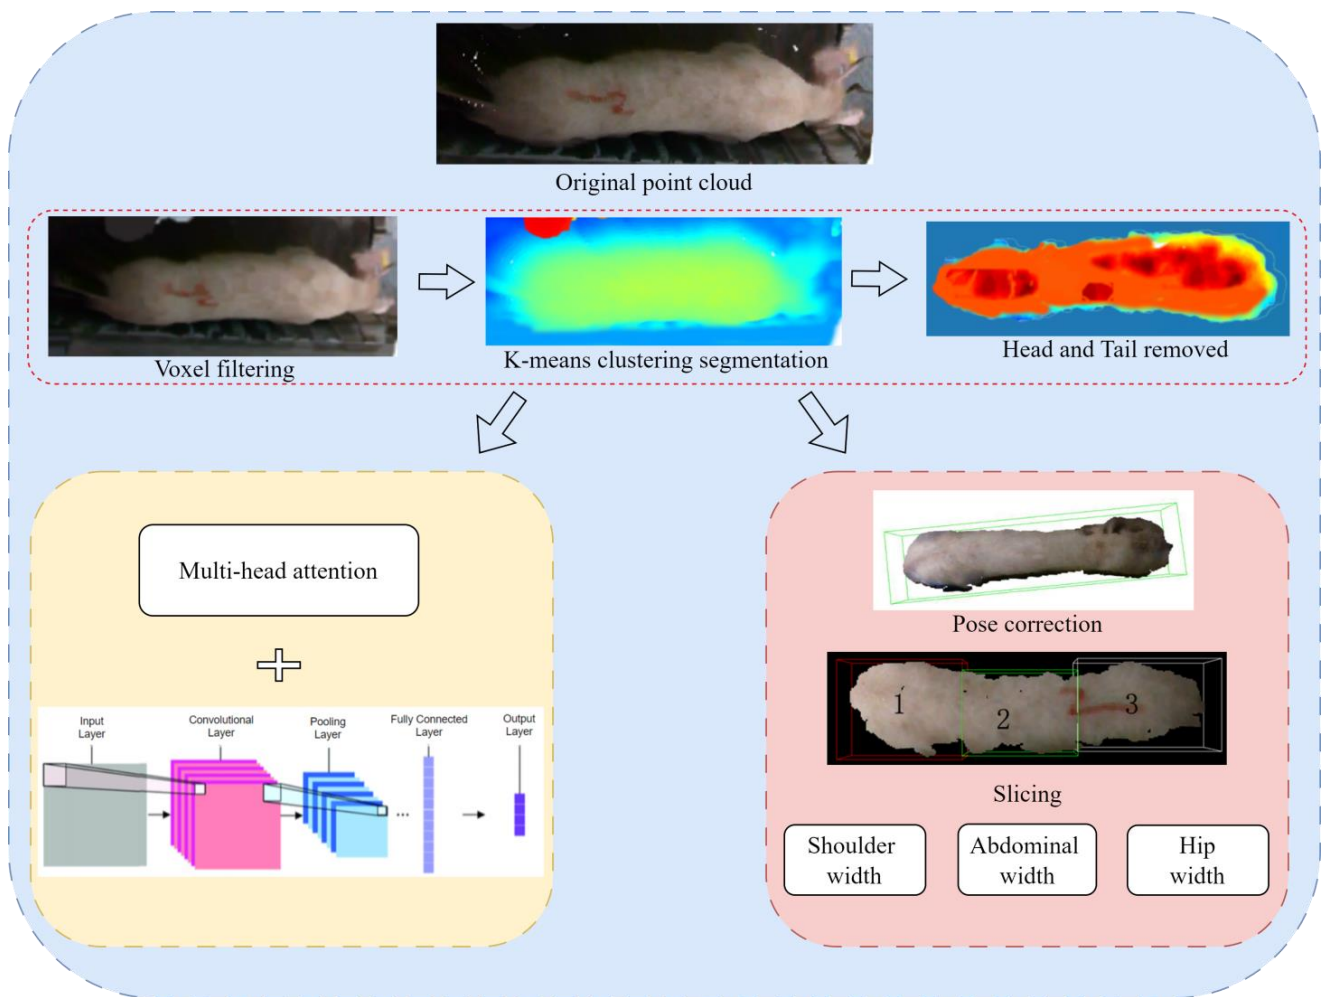 Original point cloud
Voxel filtering
K-means clustering segmentation
Head and Tail removed
Multi-head attention
Input
Layer
Convolutional
Layer
Pooling
Layer
Fully Connected
Layer
Output
Layer
...
Pose correction
1
2
3
Slicing
Shoulder
width
Abdominal
width
Hip
width